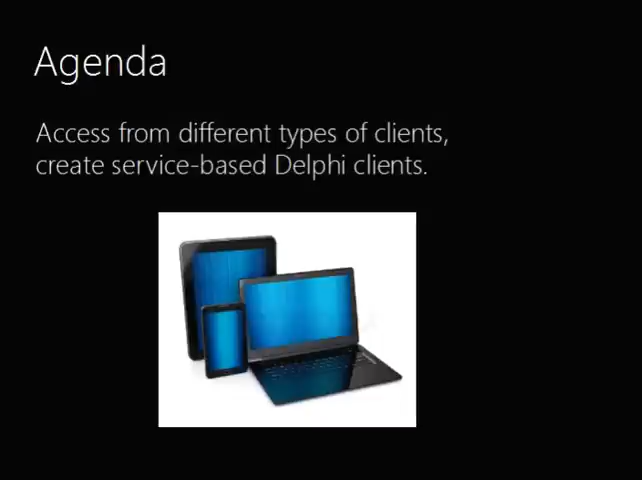 Agenda
Access from different types of clients,
create service-based Delphi clients.